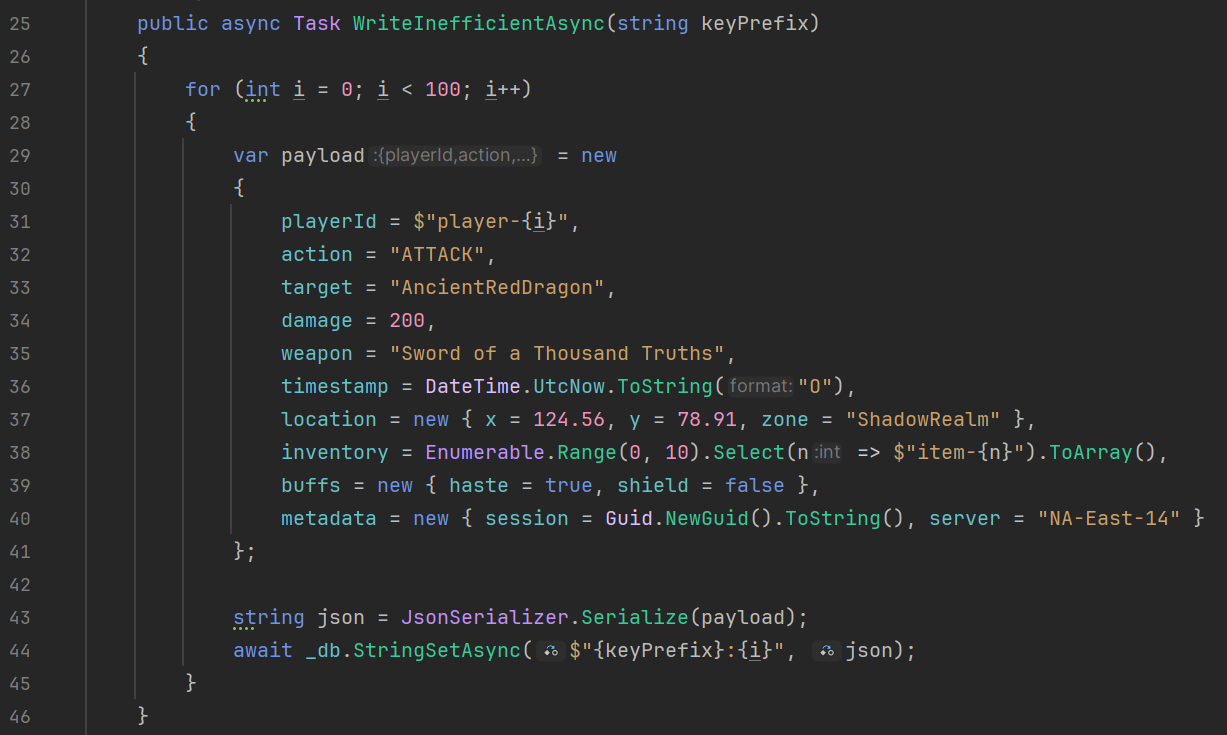 25 public async Task WriteInefficientAsync(string keyPrefix)
26 {
27 for (int i = 0; i < 100; i++)
28 {
29 var payload :{playerId,action,...} = new
30 {
31 playerId = $"player-{i}",
32 action = "ATTACK",
33 target = "AncientRedDragon",
34 damage = 200,
35 weapon = "Sword of a Thousand Truths",
36 timestamp = DateTime.UtcNow.ToString( format: "O"),
37 location = new { x = 124.56, y = 78.91, zone = "ShadowRealm" },
38 inventory = Enumerable.Range(0, 10).Select(n :int => $"item-{n}").ToArray(),
39 buffs = new { haste = true, shield = false },
40 metadata = new { session = Guid.NewGuid().ToString(), server = "NA-East-14" }
41 };
42
43 string json = JsonSerializer.Serialize(payload);
44 await _db.StringSetAsync( $"{keyPrefix}:{i}", json);
45 }
46 }